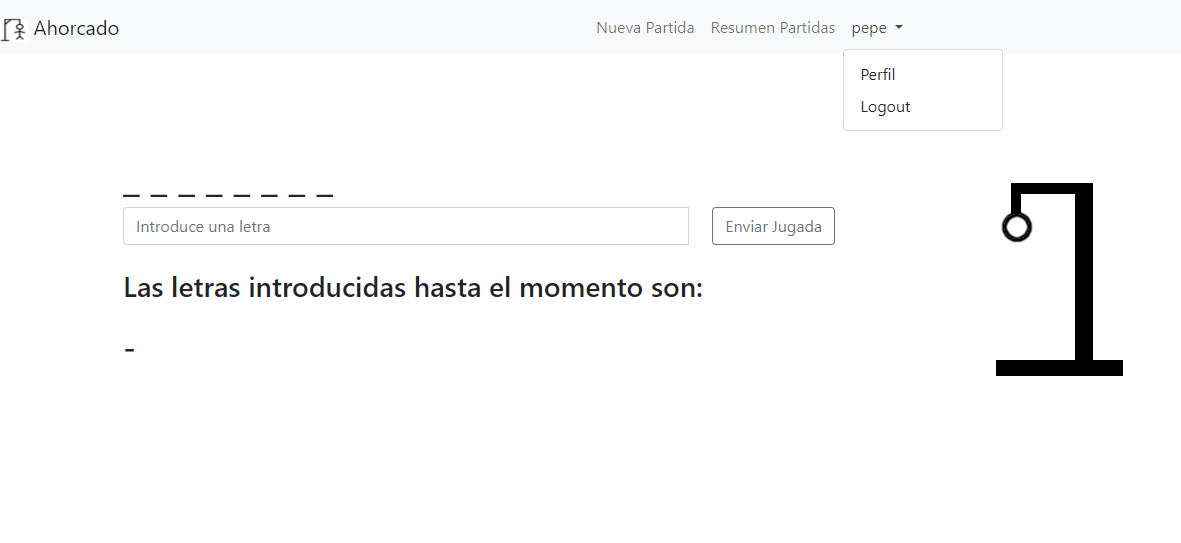 Ahorcado
Nueva Partida
Resumen Partidas
pepe
Perfil
Logout
_ _ _ _ _ _ _ _
Introduce una letra
Enviar Jugada
Las letras introducidas hasta el momento son:
-